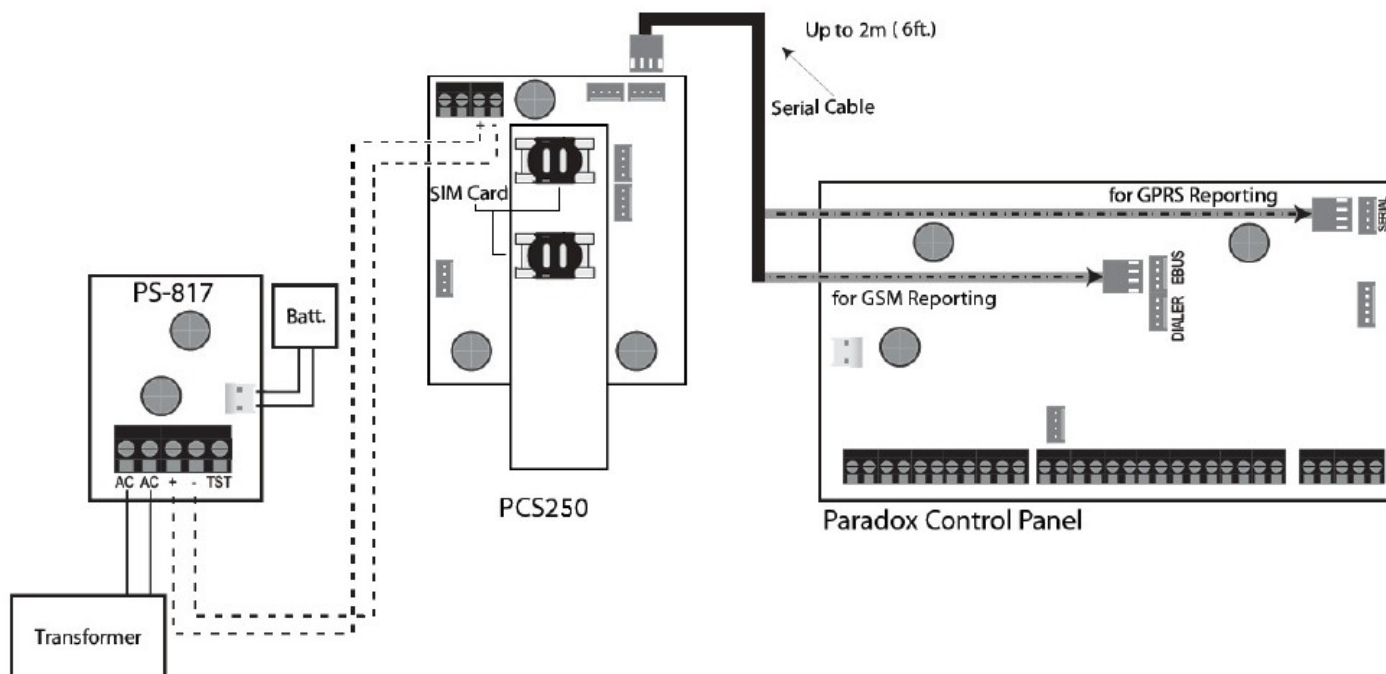 Up to 2m ( 6ft.)
Serial Cable
+ -
SIM Card
for GPRS Reporting
SERIAL
for GSM Reporting
EBUS
DIALER
PS-817
Batt.
AC AC + - TST
PCS250
Paradox Control Panel
Transformer